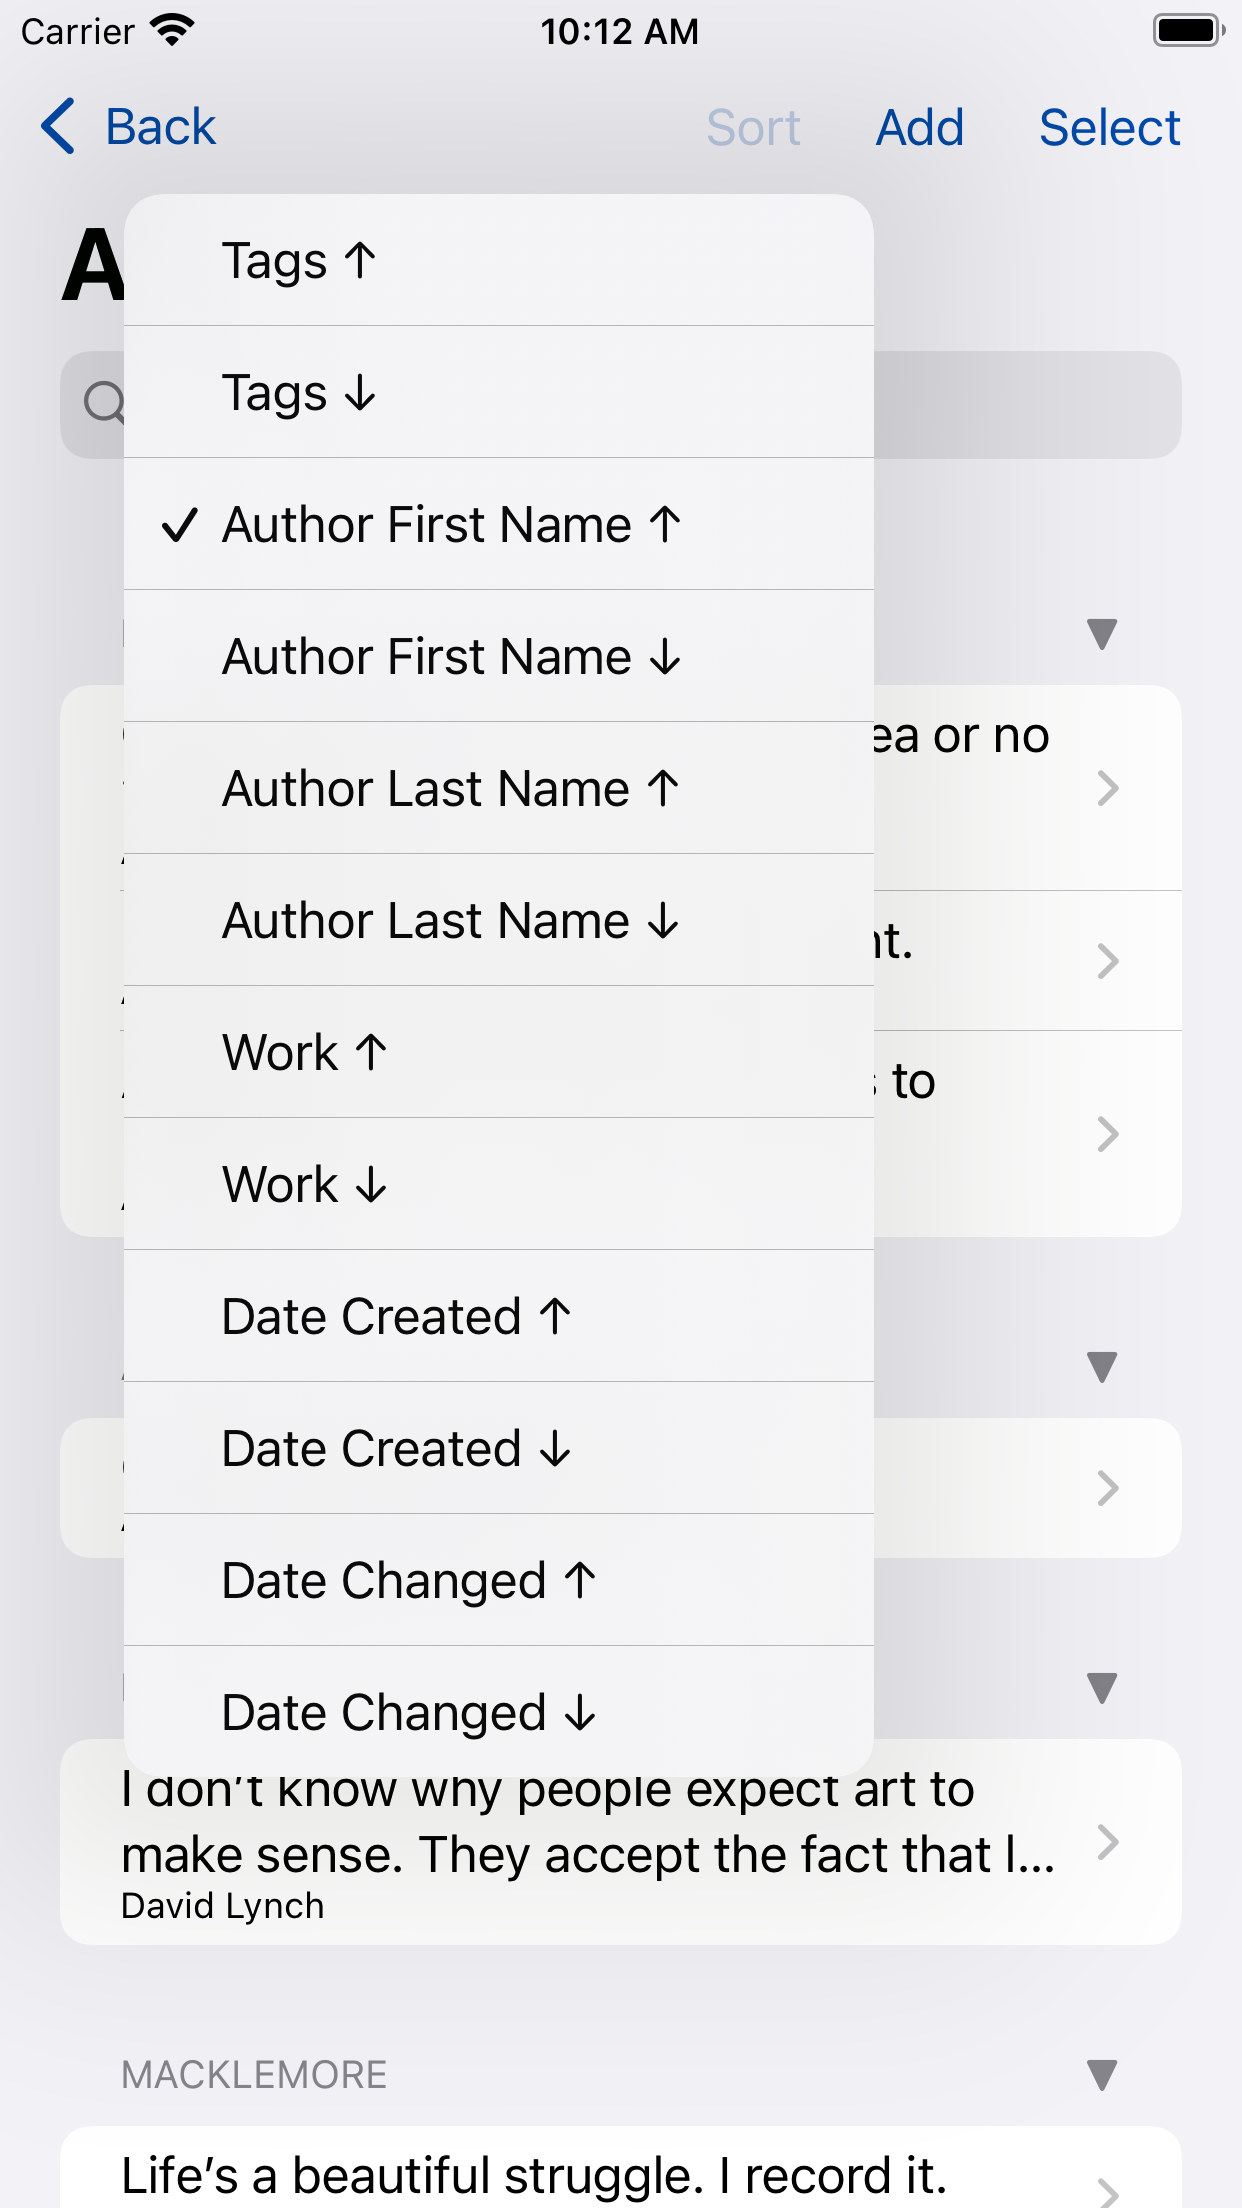 Carrier 10:12 AM
Back Sort Add Select
Tags ↑
Tags ↓
✓ Author First Name ↑
Author First Name ↓
or no
Author Last Name ↑
Author Last Name ↓
Work ↑
to
Work ↓
Date Created ↑
Date Created ↓
Date Changed ↑
Date Changed ↓
I don’t know why people expect art to
make sense. They accept the fact that l...
David Lynch
MACKLEMORE
Life’s a beautiful struggle. I record it.